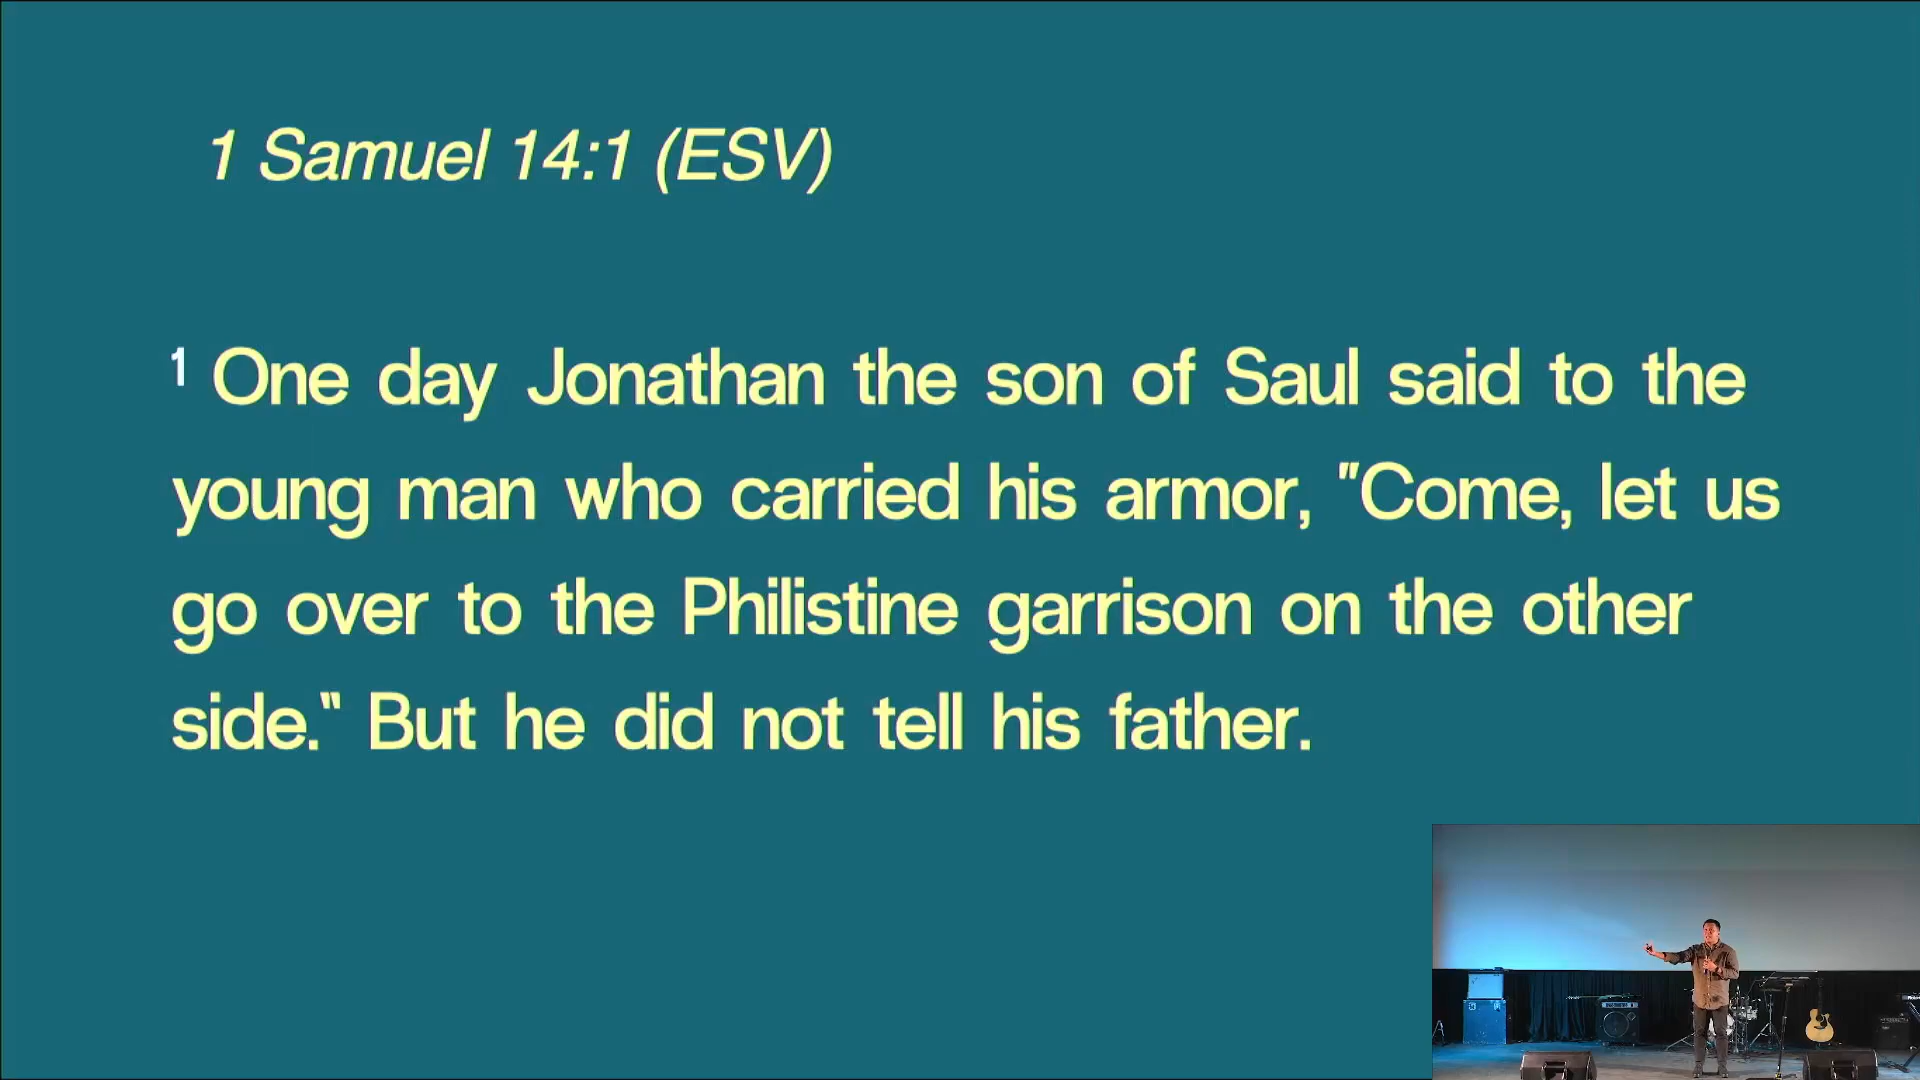 1 Samuel 14:1 (ESV)
1 One day Jonathan the son of Saul said to the
young man who carried his armor, "Come, let us
go over to the Philistine garrison on the other
side." But he did not tell his father.